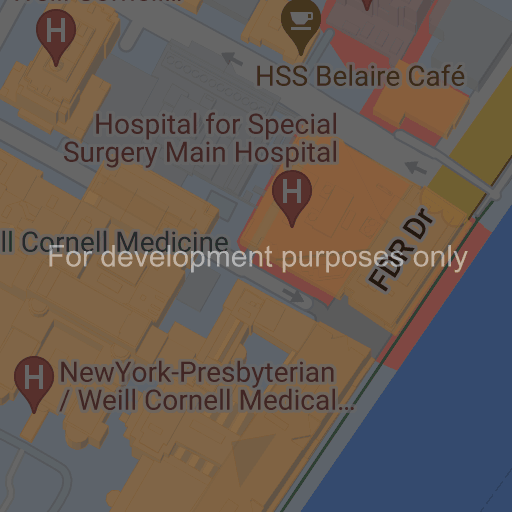 HSS Belaire Café
Hospital for Special
Surgery Main Hospital
H
H
ll Cornell Medicine
FDR Dr
For development purposes only
H
NewYork-Presbyterian
/ Weill Cornell Medical…